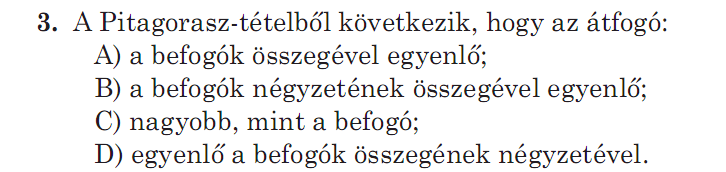 3. A Pitagorasz-tételből következik, hogy az átfogó:
A) a befogók összegével egyenlő;
B) a befogók négyzetének összegével egyenlő;
C) nagyobb, mint a befogó;
D) egyenlő a befogók összegének négyzetével.